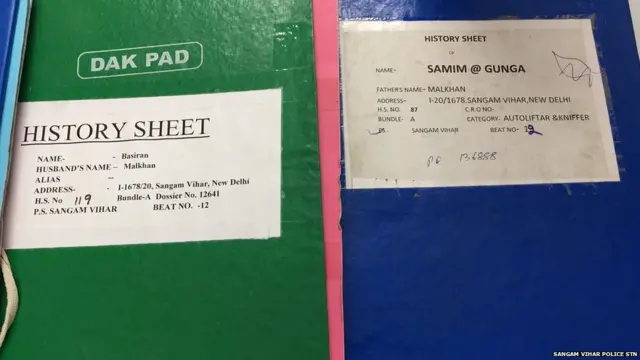 DAK PAD
HISTORY SHEET
NAME- - Basiran
HUSBAND'S NAME – Malkhan
ALIAS --
ADDRESS- - I-1678/20, Sangam Vihar, New Delhi
H.S. No 119 Bundle-A Dossier No. 12641
P.S. SANGAM VIHAR BEAT NO. -12
HISTORY SHEET
OF
NAME- SAMIM @ GUNGA
FATHER'S NAME- MALKHAN
ADDRESS- I-20/1678.SANGAM VIHAR,NEW DELHI
H.S. NO. 87 C.R.O NO-
BUNDLE- A CATEGORY- AUTOLIFTAR &KNIFFER
PS SANGAM VIHAR BEAT NO- 12
SANGAM VIHAR POLICE STN